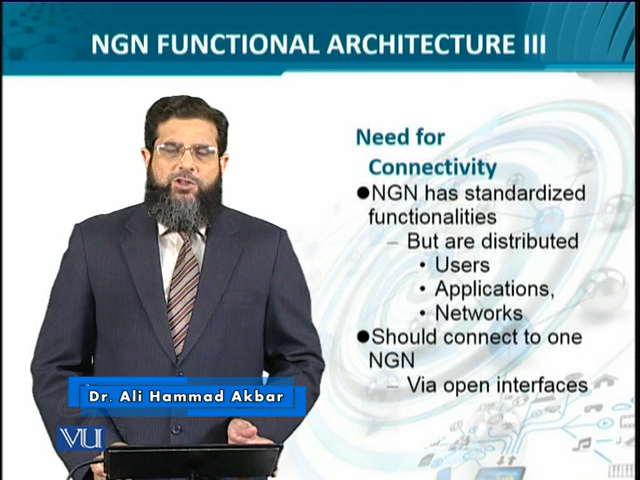 NGN FUNCTIONAL ARCHITECTURE III
Need for
Connectivity
●NGN has standardized
functionalities
– But are distributed
• Users
• Applications,
• Networks
●Should connect to one
NGN
– Via open interfaces
Dr. Ali Hammad Akbar
VU